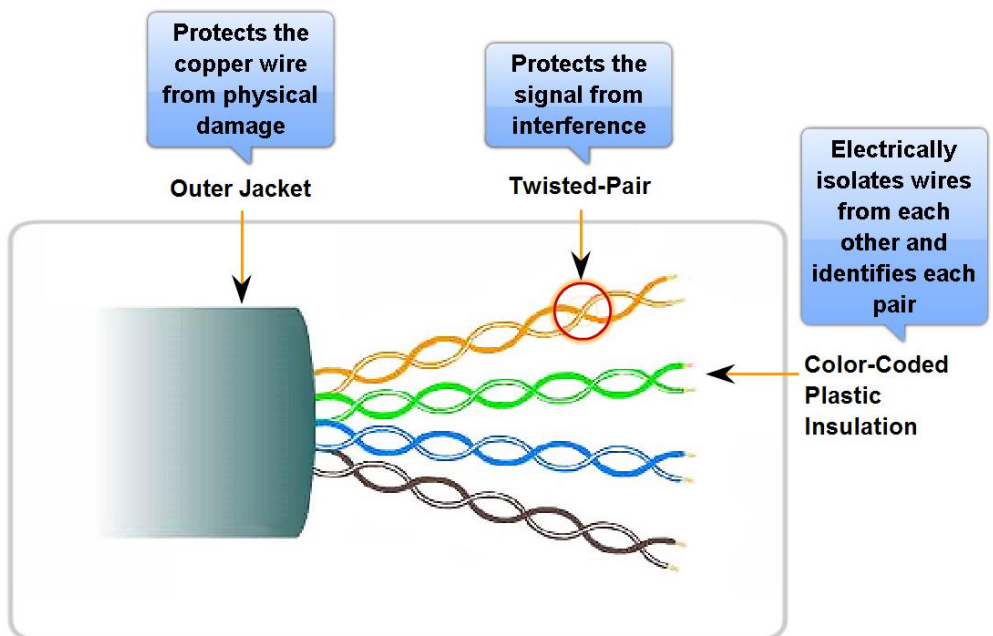 Protects the
copper wire
from physical
damage
Outer Jacket
Protects the
signal from
interference
Twisted-Pair
Electrically
isolates wires
from each
other and
identifies each
pair
Color-Coded
Plastic
Insulation